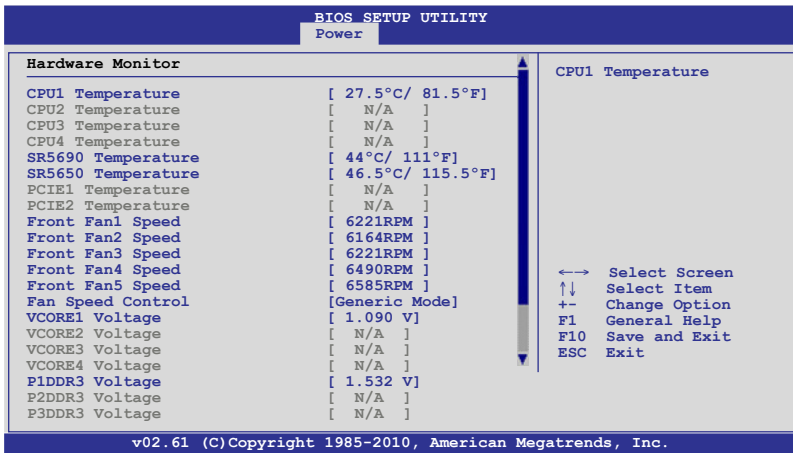 BIOS SETUP UTILITY
Power
Hardware Monitor
CPU1 Temperature [ 27.5°C/ 81.5°F]
CPU2 Temperature [ N/A ]
CPU3 Temperature [ N/A ]
CPU4 Temperature [ N/A ]
SR5690 Temperature [ 44°C/ 111°F]
SR5650 Temperature [ 46.5°C/ 115.5°F]
PCIE1 Temperature [ N/A ]
PCIE2 Temperature [ N/A ]
Front Fan1 Speed [ 6221RPM ]
Front Fan2 Speed [ 6164RPM ]
Front Fan3 Speed [ 6221RPM ]
Front Fan4 Speed [ 6490RPM ]
Front Fan5 Speed [ 6585RPM ]
Fan Speed Control [Generic Mode]
VCORE1 Voltage [ 1.090 V]
VCORE2 Voltage [ N/A ]
VCORE3 Voltage [ N/A ]
VCORE4 Voltage [ N/A ]
P1DDR3 Voltage [ 1.532 V]
P2DDR3 Voltage [ N/A ]
P3DDR3 Voltage [ N/A ]
CPU1 Temperature
←→ Select Screen
↑↓ Select Item
+- Change Option
F1 General Help
F10 Save and Exit
ESC Exit
v02.61 (C)Copyright 1985-2010, American Megatrends, Inc.